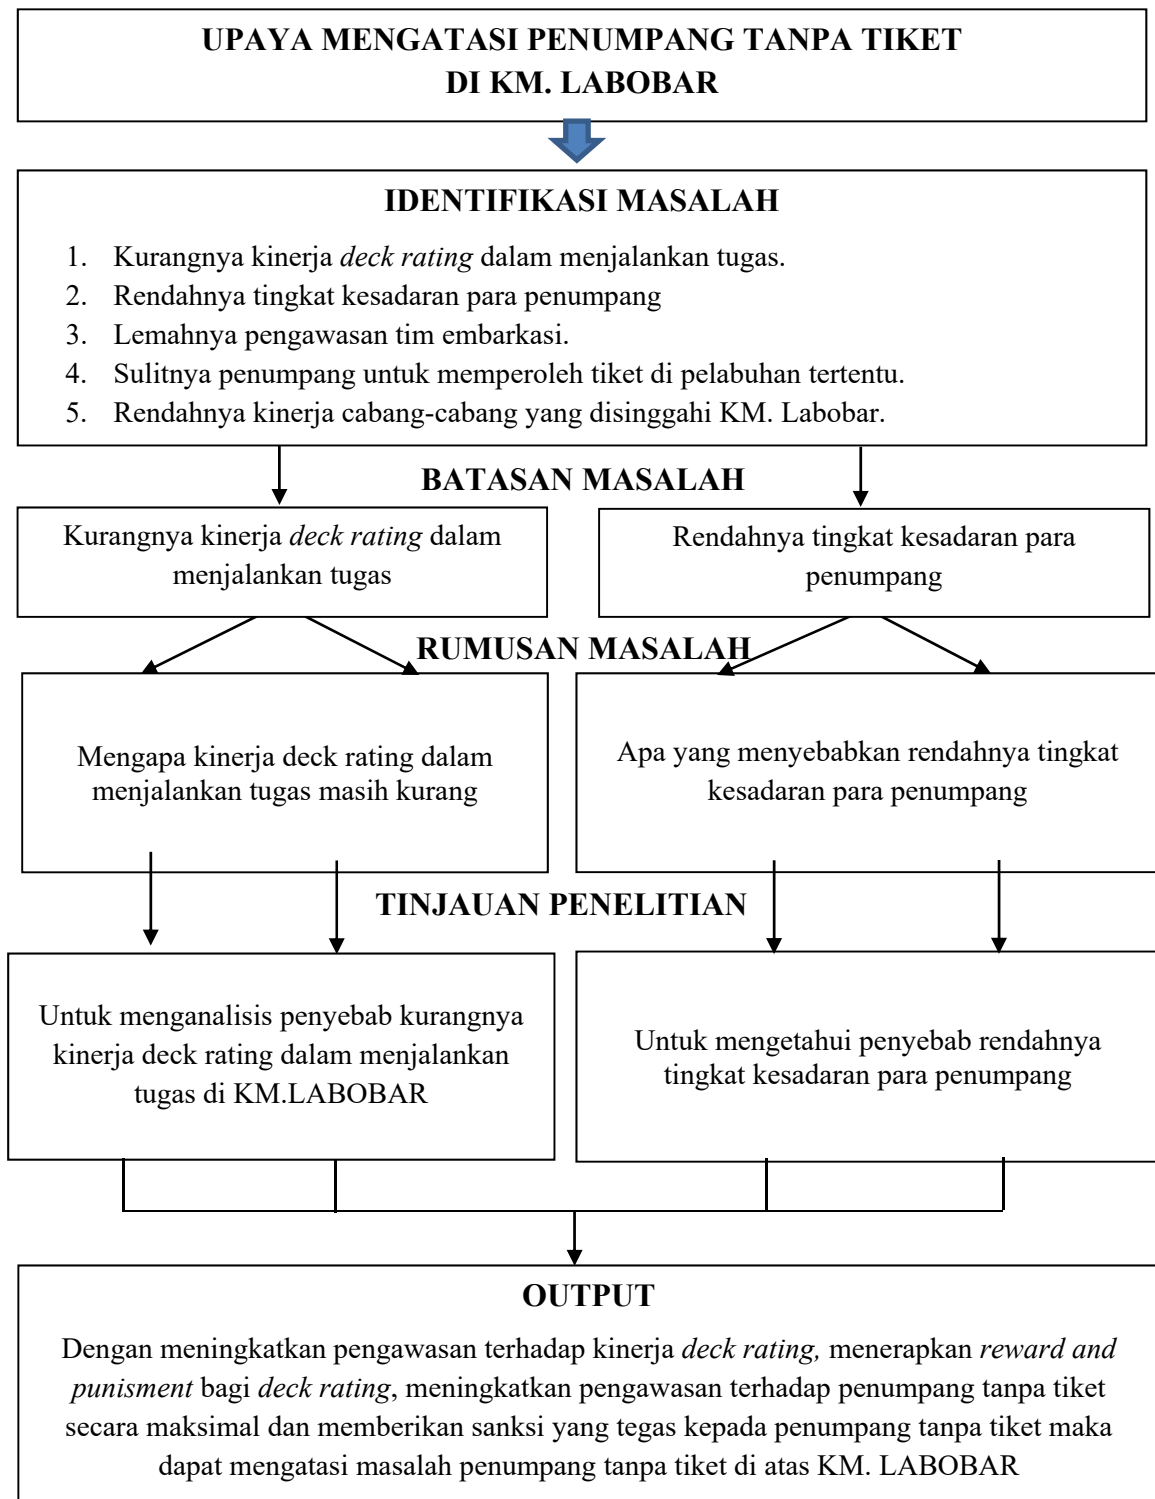 UPAYA MENGATASI PENUMPANG TANPA TIKET
DI KM. LABOBAR
IDENTIFIKASI MASALAH
1. Kurangnya kinerja deck rating dalam menjalankan tugas.
2. Rendahnya tingkat kesadaran para penumpang
3. Lemahnya pengawasan tim embarkasi.
4. Sulitnya penumpang untuk memperoleh tiket di pelabuhan tertentu.
5. Rendahnya kinerja cabang-cabang yang disinggahi KM. Labobar.
BATASAN MASALAH
Kurangnya kinerja deck rating dalam
menjalankan tugas
Rendahnya tingkat kesadaran para
penumpang
RUMUSAN MASALAH
Mengapa kinerja deck rating dalam
menjalankan tugas masih kurang
Apa yang menyebabkan rendahnya tingkat
kesadaran para penumpang
TINJAUAN PENELITIAN
Untuk menganalisis penyebab kurangnya
kinerja deck rating dalam menjalankan
tugas di KM.LABOBAR
Untuk mengetahui penyebab rendahnya
tingkat kesadaran para penumpang
OUTPUT
Dengan meningkatkan pengawasan terhadap kinerja deck rating, menerapkan reward and
punisment bagi deck rating, meningkatkan pengawasan terhadap penumpang tanpa tiket
secara maksimal dan memberikan sanksi yang tegas kepada penumpang tanpa tiket maka
dapat mengatasi masalah penumpang tanpa tiket di atas KM. LABOBAR